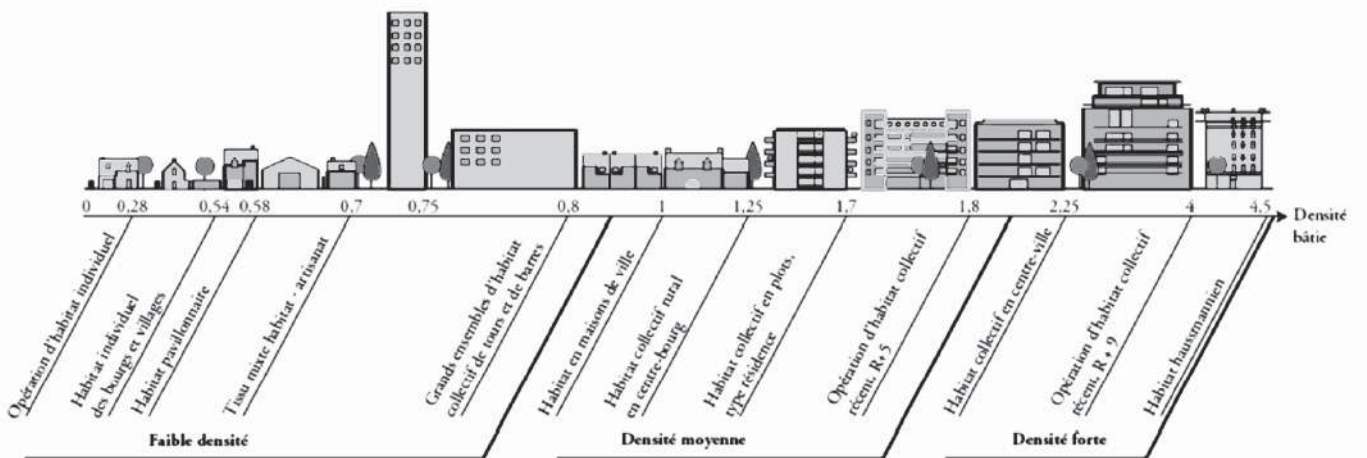 0 0,28 0,54 0,58 0,7 0,75 0,8 1 1,25 1,7 1,8 2,25 4 4,5
Densité
bâtie
Opération d'habitat individuel
Habitat individuel
des bourgs et villages
Habitat pavillonnaire
Tissu mixte habitat - artisanat
Grands ensembles d'habitat
collectif de tours et de barres
Habitat en maisons de ville
Habitat collectif rural
en centre-bourg
Habitat collectif en plots,
type résidence
Opération d'habitat collectif
récent, R+5
Habitat collectif en centre-ville
Opération d'habitat collectif
récent, R + 9
Habitat haussmannien
Faible densité
Densité moyenne
Densité forte